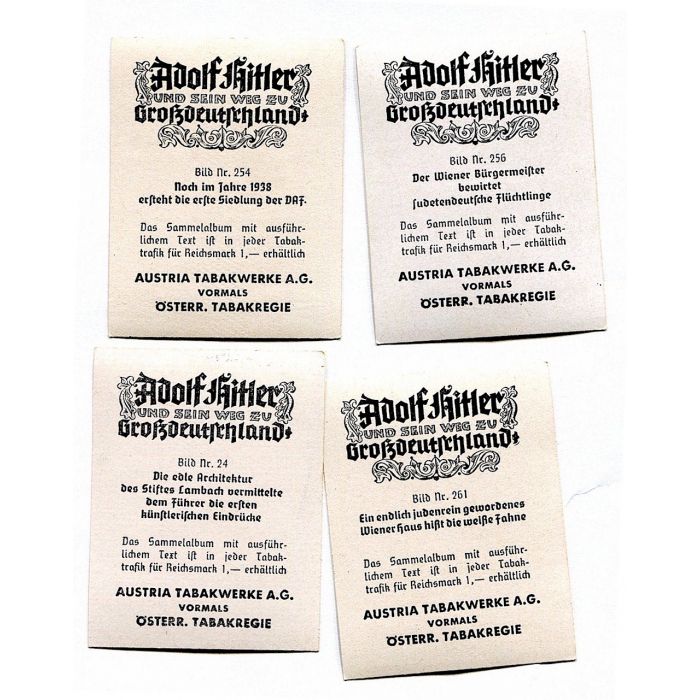 Adolf Hitler
UND SEIN WEG ZU
Großdeutschland
Bild Nr. 254
Noch im Jahre 1938
ersteht die erste Siedlung der DAF.
Das Sammelalbum mit ausführ-
lichem Text ist in jeder Tabak-
trafik für Reichsmark 1,— erhältlich
AUSTRIA TABAKWERKE A.G.
VORMALS
ÖSTERR. TABAKREGIE
Adolf Hitler
UND SEIN WEG ZU
Großdeutschland
Bild Nr. 256
Der Wiener Bürgermeister
bewirtet
sudetendeutsche Flüchtlinge
Das Sammelalbum mit ausführ-
lichem Text ist in jeder Tabak-
trafik für Reichsmark 1,— erhältlich
AUSTRIA TABAKWERKE A.G.
VORMALS
ÖSTERR. TABAKREGIE
Adolf Hitler
UND SEIN WEG ZU
Großdeutschland
Bild Nr. 24
Die edle Architektur
des Stiftes Lambach vermittelte
dem Führer die ersten
künstlerischen Eindrücke
Das Sammelalbum mit ausführ-
lichem Text ist in jeder Tabak-
trafik für Reichsmark 1,— erhältlich
AUSTRIA TABAKWERKE A.G.
VORMALS
ÖSTERR. TABAKREGIE
Adolf Hitler
UND SEIN WEG ZU
Großdeutschland
Bild Nr. 261
Ein endlich judenrein gewordenes
Wiener Haus hißt die weiße Fahne
Das Sammelalbum mit ausführ-
lichem Text ist in jeder Tabak-
trafik für Reichsmark 1,— erhältlich
AUSTRIA TABAKWERKE A.G.
VORMALS
ÖSTERR. TABAKREGIE